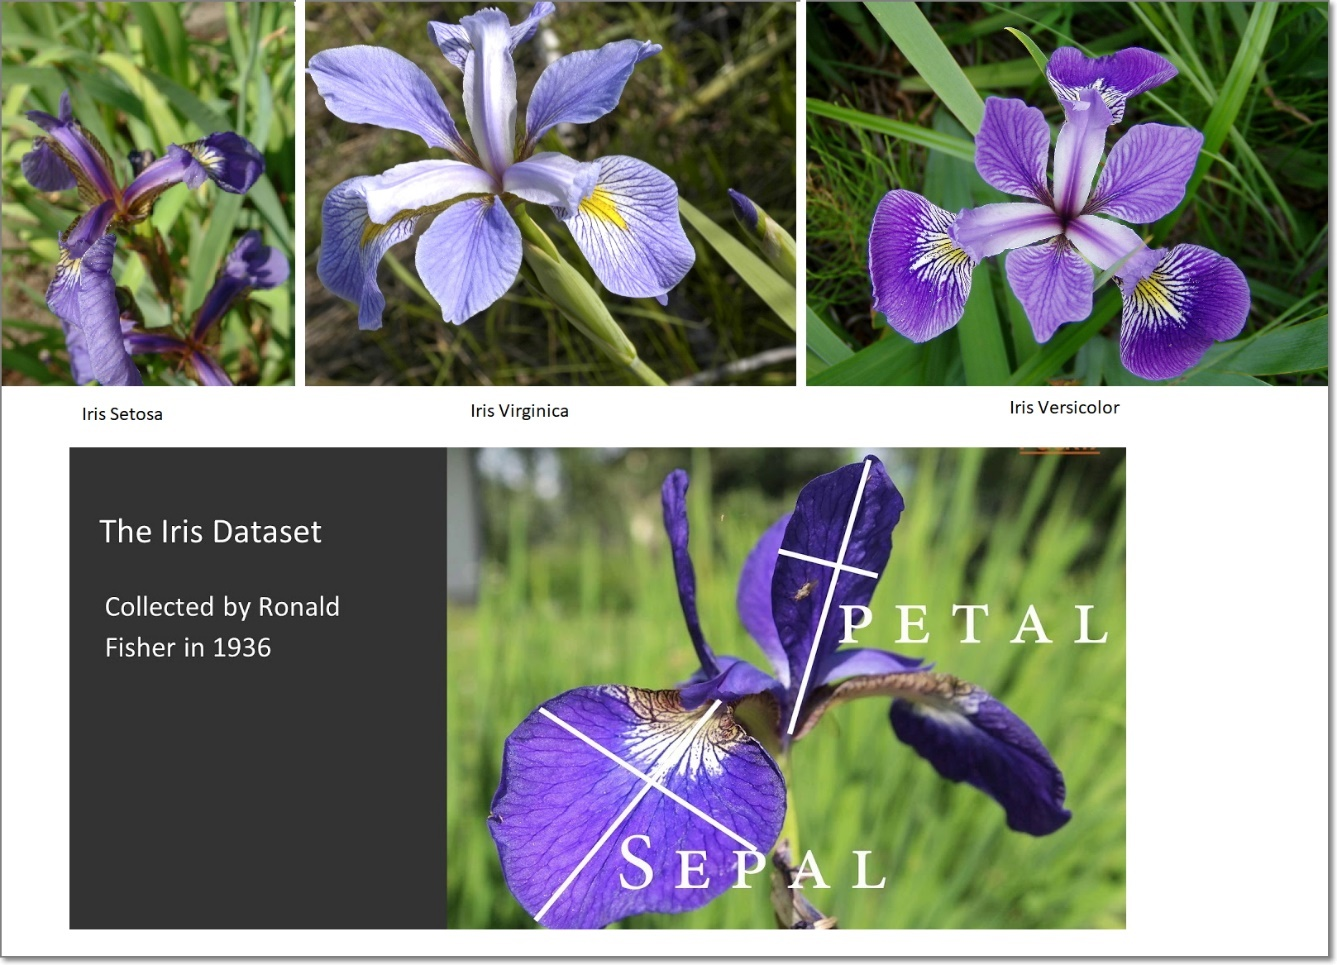 Iris Setosa
Iris Virginica
Iris Versicolor
The Iris Dataset
Collected by Ronald
Fisher in 1936
PETAL
SEPAL